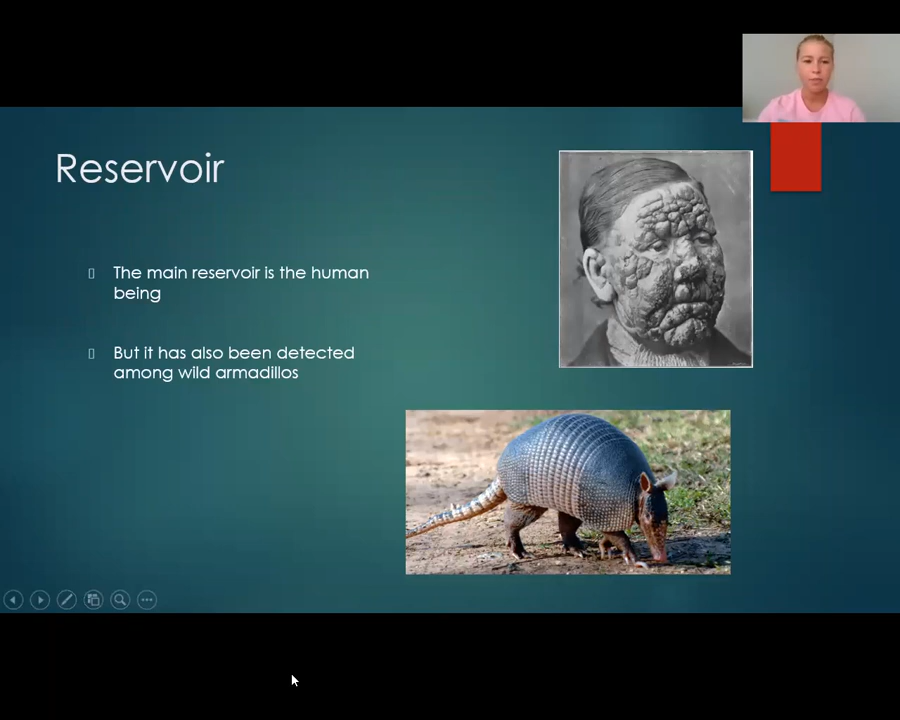 Reservoir
The main reservoir is the human
being
But it has also been detected
among wild armadillos